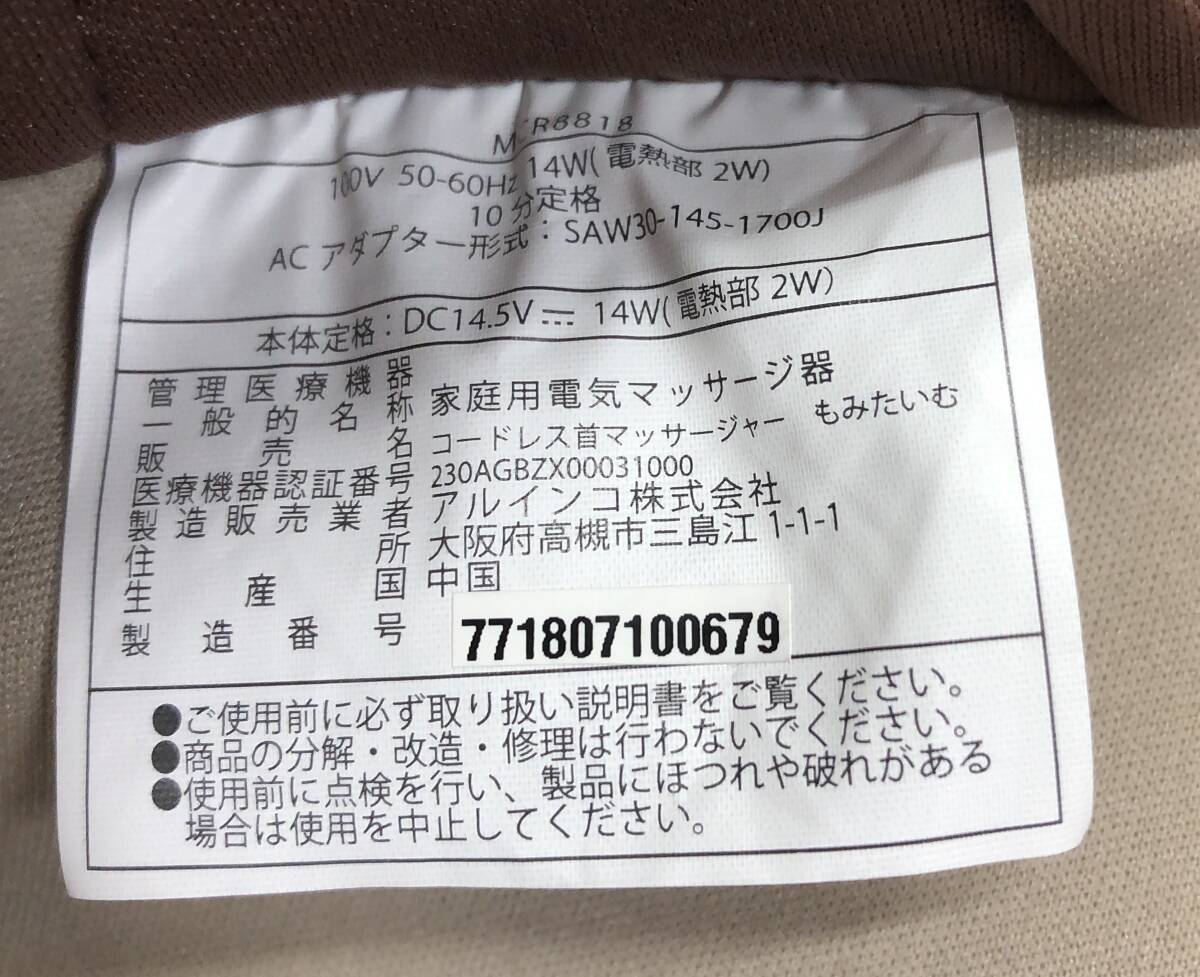 R8818
100V 50-60Hz 14W(電熱部 2W)
10分定格
ACアダプター形式：SAW30-145-1700J
本体定格：DC14.5V⎓ 14W(電熱部 2W)
管理医療機器
一般的名称 家庭用電気マッサージ器
販売名 コードレス首マッサージャー もみたいむ
医療機器認証番号 230AGBZX00031000
製造販売業者 アルインコ株式会社
住所 大阪府高槻市三島江1-1-1
生産国 中国
製造番号 771807100679
●ご使用前に必ず取り扱い説明書をご覧ください。
●商品の分解・改造・修理は行わないでください。
●使用前に点検を行い、製品にほつれや破れがある
場合は使用を中止してください。